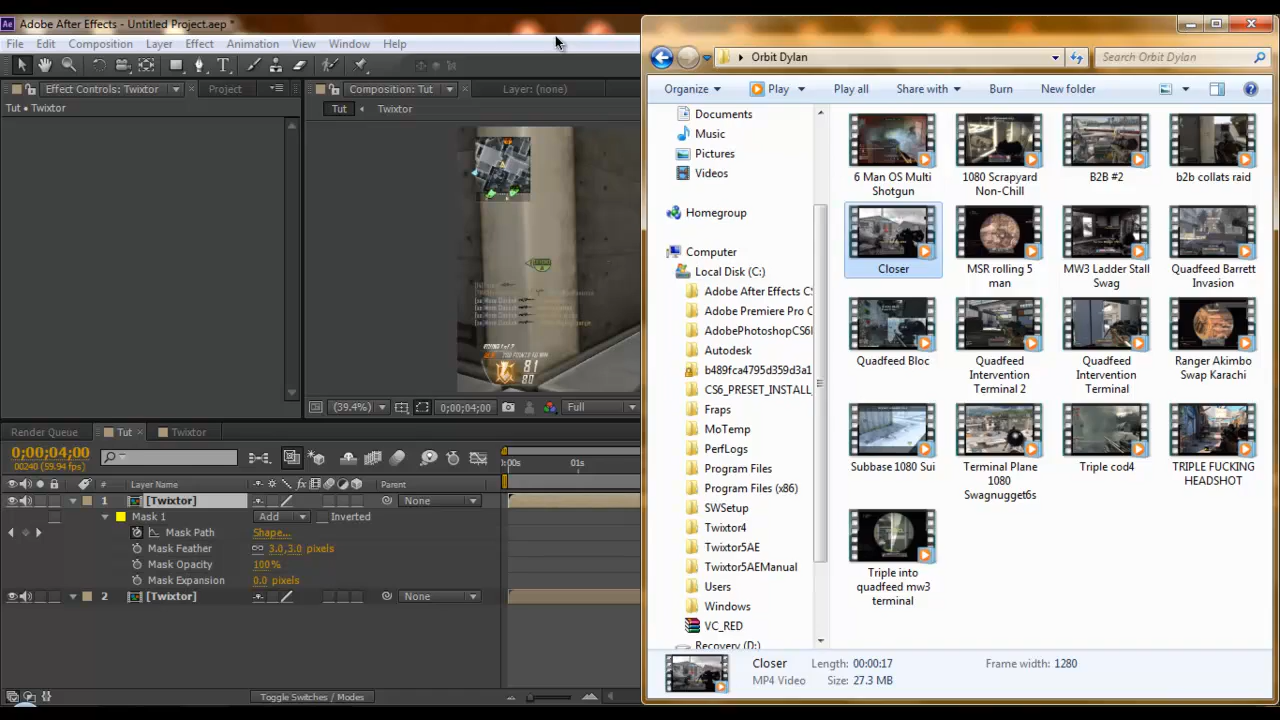 Adobe After Effects - Untitled Project.aep *
File Edit Composition Layer Effect Animation View Window Help
Effect Controls: Twixtor
Project
Composition: Tut
Layer: (none)
Tut • Twixtor
Tut
Twixtor
81
80
(39.4%)
0;00;04;00
Full
Render Queue
Tut
Twixtor
0;00;04;00
00240 (59.94 fps)
:00s
01s
# Layer Name
Parent
1 [Twixtor]
None
Mask 1
Add
Inverted
Mask Path
Shape...
Mask Feather
3.0,3.0 pixels
Mask Opacity
100%
Mask Expansion
0.0 pixels
2 [Twixtor]
None
Toggle Switches / Modes
Orbit Dylan
Search Orbit Dylan
Organize
Play
Play all
Share with
Burn
New folder
Documents
Music
Pictures
Videos
Homegroup
Computer
Local Disk (C:)
Adobe After Effects CS
Adobe Premiere Pro C
AdobePhotoshopCS6
Autodesk
b489fca4795d359d3a1
CS6_PRESET_INSTALL_
Fraps
MoTemp
PerfLogs
Program Files
Program Files (x86)
SWSetup
Twixtor4
Twixtor5AE
Twixtor5AEManual
Users
Windows
VC_RED
Recovery (D:)
6 Man OS Multi
Shotgun
1080 Scrapyard
Non-Chill
B2B #2
b2b collats raid
Closer
MSR rolling 5
man
MW3 Ladder Stall
Swag
Quadfeed Barrett
Invasion
Quadfeed Bloc
Quadfeed
Intervention
Terminal 2
Quadfeed
Intervention
Terminal
Ranger Akimbo
Swap Karachi
Subbase 1080 Sui
Terminal Plane
1080
Swagnugget6s
Triple cod4
TRIPLE FUCKING
HEADSHOT
Triple into
quadfeed mw3
terminal
Closer
Length: 00:00:17
Frame width: 1280
MP4 Video
Size: 27.3 MB